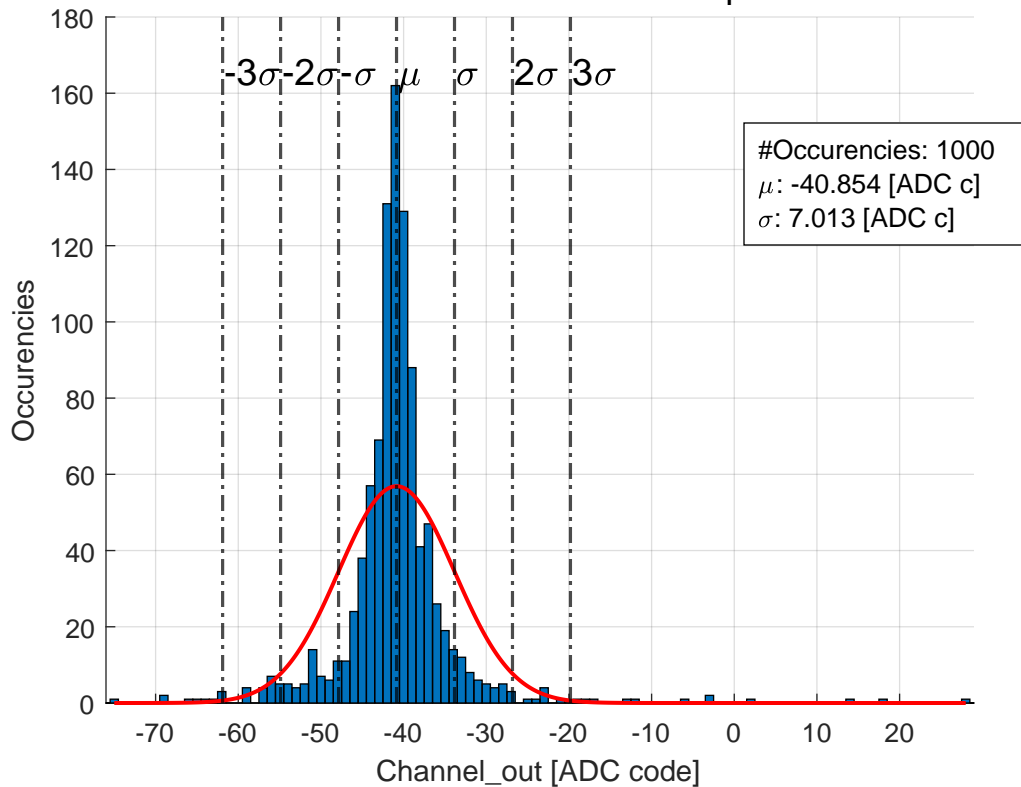 180
160
140
120
100
80
60
40
20
0
Occurencies
-3σ -2σ -σ μ σ 2σ 3σ
#Occurencies: 1000
μ: -40.854 [ADC c]
σ: 7.013 [ADC c]
-70 -60 -50 -40 -30 -20 -10 0 10 20
Channel_out [ADC code]